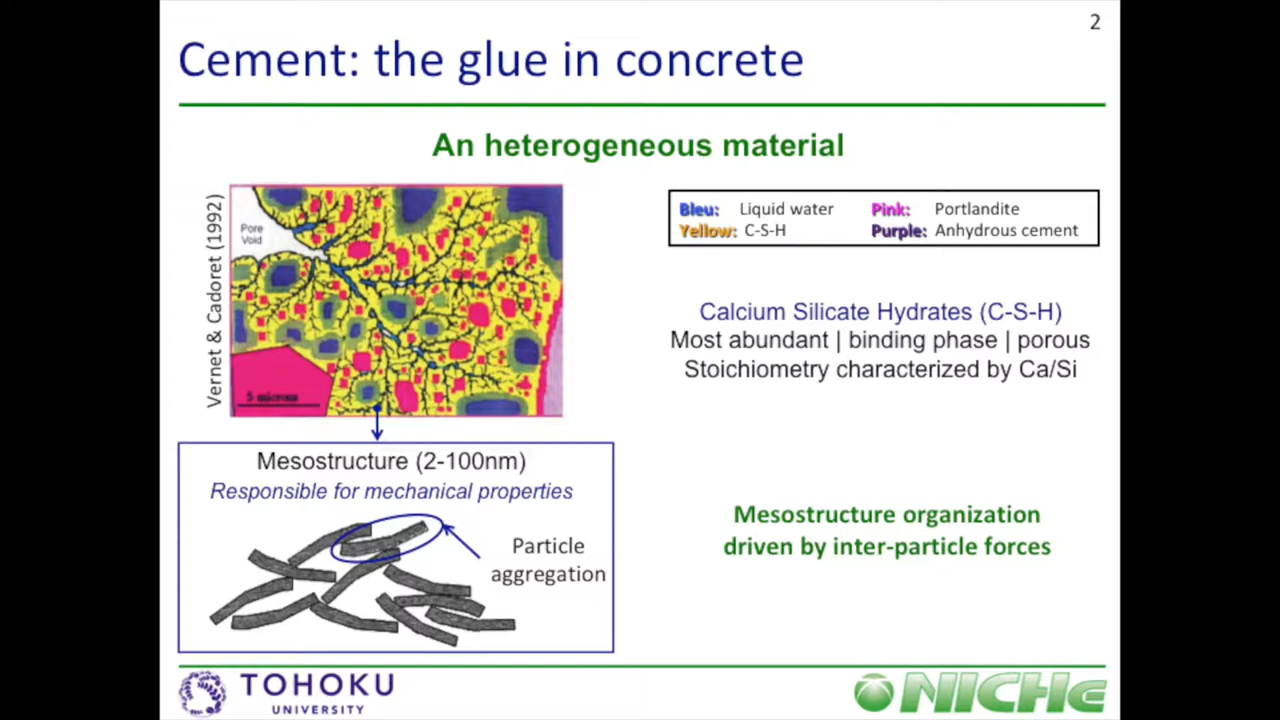 2
Cement: the glue in concrete
An heterogeneous material
Vernet & Cadoret (1992)
Pore
Void
5 microns
Bleu: Liquid water Pink: Portlandite
Yellow: C-S-H Purple: Anhydrous cement
Calcium Silicate Hydrates (C-S-H)
Most abundant | binding phase | porous
Stoichiometry characterized by Ca/Si
Mesostructure (2-100nm)
Responsible for mechanical properties
Particle
aggregation
Mesostructure organization
driven by inter-particle forces
TOHOKU
UNIVERSITY
NICHe